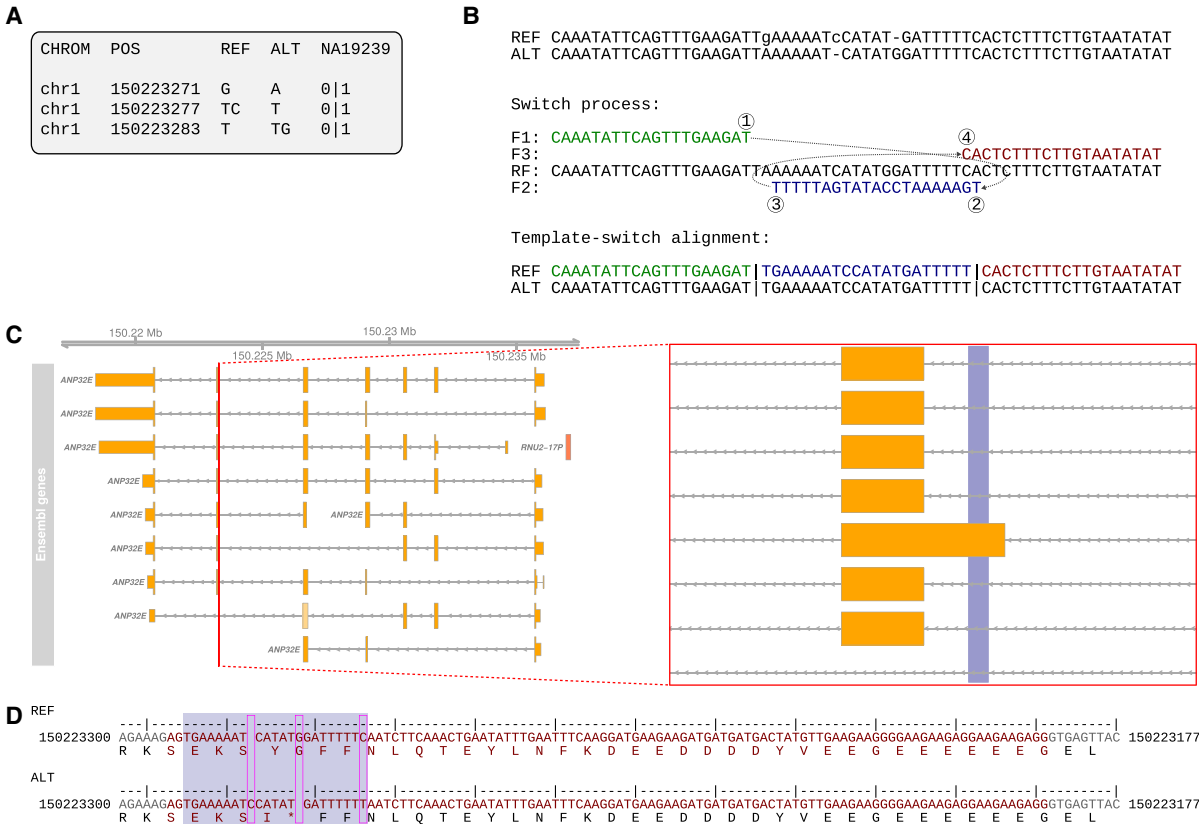 A
CHROM POS REF ALT NA19239
chr1 150223271 G A 0|1
chr1 150223277 TC T 0|1
chr1 150223283 T TG 0|1
B
REF CAAATATTCAGTTTGAAGATTgAAAAATcCATAT-GATTTTTCACTCTTTCTTGTAATATAT
ALT CAAATATTCAGTTTGAAGATTAAAAAAT-CATATGGATTTTTCACTCTTTCTTGTAATATAT
Switch process:
①
F1: CAAATATTCAGTTTGAAGAT
④
F3: CACTCTTTCTTGTAATATAT
RF: CAAATATTCAGTTTGAAGATTAAAAAATCATATGGATTTTTCACTCTTTCTTGTAATATAT
F2: TTTTTAGTATACCTAAAAAGT
③ ②
Template-switch alignment:
REF CAAATATTCAGTTTGAAGAT|TGAAAAATCCATATGATTTTT|CACTCTTTCTTGTAATATAT
ALT CAAATATTCAGTTTGAAGAT|TGAAAAATCCATATGATTTTT|CACTCTTTCTTGTAATATAT
C
150.22 Mb 150.23 Mb
150.225 Mb 150.235 Mb
Ensembl genes
ANP32E
ANP32E
ANP32E RNU2−17P
ANP32E
ANP32E ANP32E
ANP32E
ANP32E
ANP32E
ANP32E
D
REF
150223300 AGAAAGAGTGAAAAAT CATATGGATTTTTCAATCTTCAAACTGAATATTTGAATTTCAAGGATGAAGAAGATGATGATGACTATGTTGAAGAAGGGGAAGAAGAGGAAGAAGAGGGTGAGTTAC 150223177
R K S E K S Y G F F N L Q T E Y L N F K D E E D D D D Y V E E G E E E E E E G E L
ALT
150223300 AGAAAGAGTGAAAAATCCATAT GATTTTTTAATCTTCAAACTGAATATTTGAATTTCAAGGATGAAGAAGATGATGATGACTATGTTGAAGAAGGGGAAGAAGAGGAAGAAGAGGGTGAGTTAC 150223177
R K S E K S I * F F N L Q T E Y L N F K D E E D D D D Y V E E G E E E E E E G E L